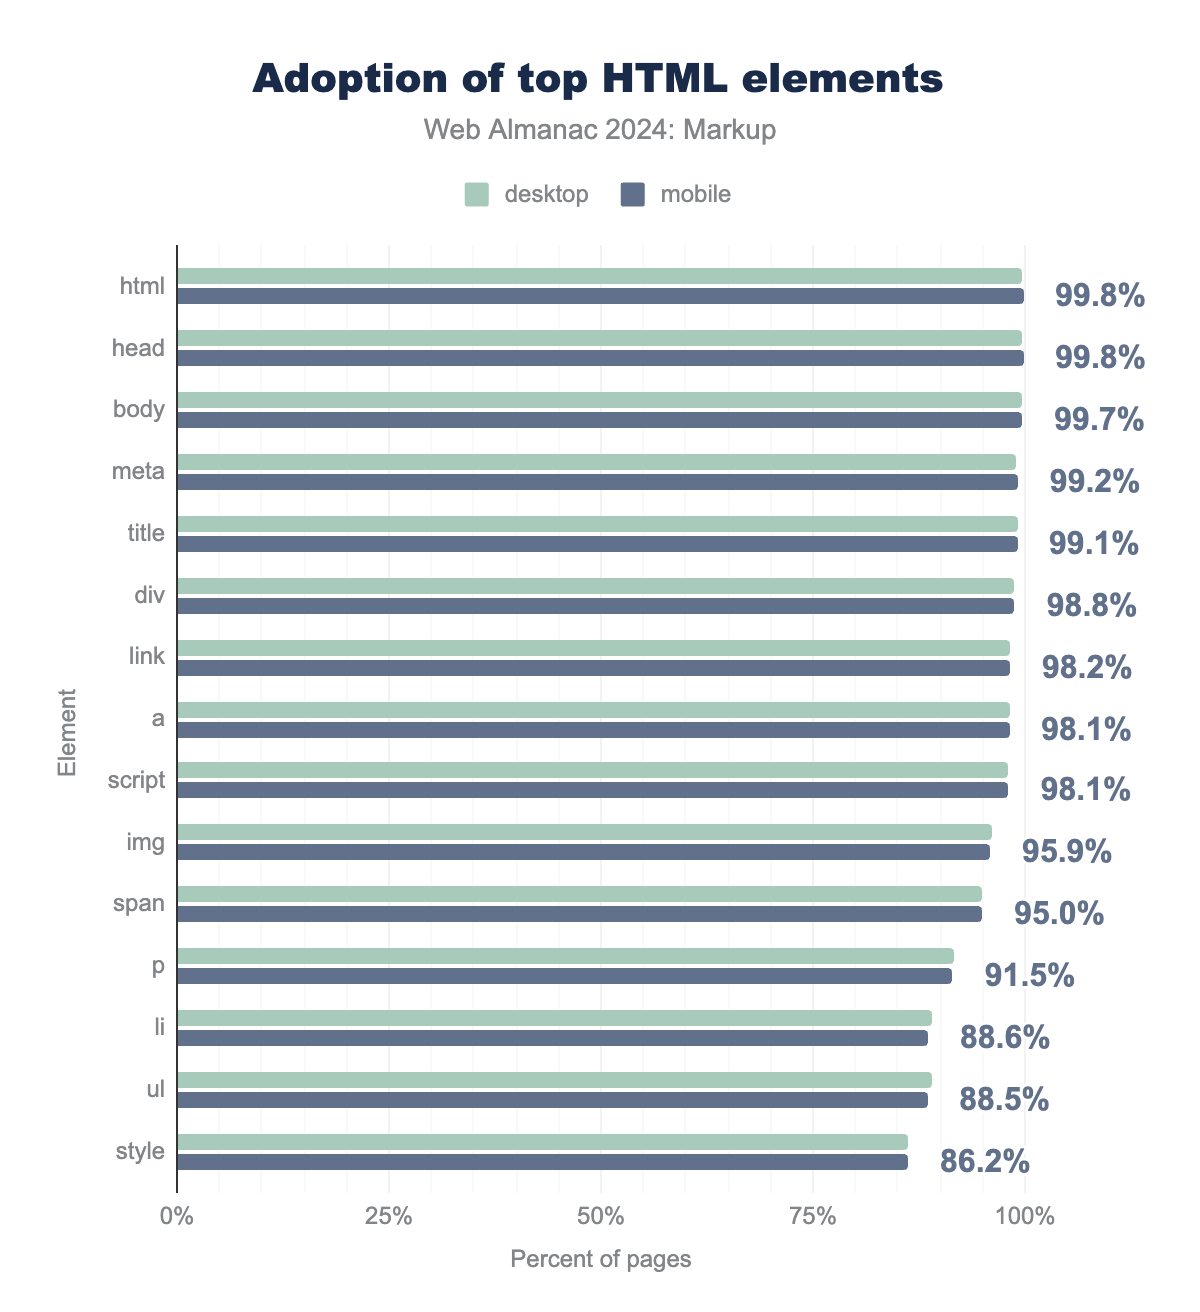 Adoption of top HTML elements
Web Almanac 2024: Markup
desktop mobile
html 99.8%
head 99.8%
body 99.7%
meta 99.2%
title 99.1%
div 98.8%
link 98.2%
a 98.1%
script 98.1%
img 95.9%
span 95.0%
p 91.5%
li 88.6%
ul 88.5%
style 86.2%
Element
0% 25% 50% 75% 100%
Percent of pages